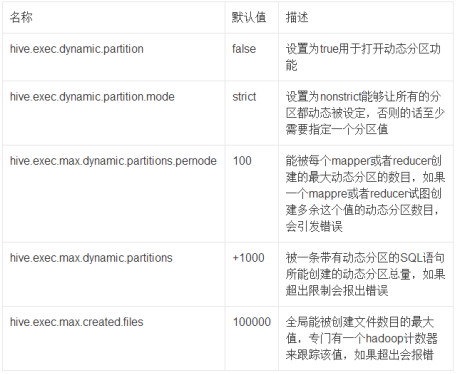 名称 默认值 描述
hive.exec.dynamic.partition false 设置为true用于打开动态分区功
能
hive.exec.dynamic.partition.mode strict 设置为nonstrict能够让所有的分
区都动态被设定，否则的话至少
需要指定一个分区值
hive.exec.max.dynamic.partitions.pernode 100 能被每个mapper或者reducer创
建的最大动态分区的数目，如果
一个mappre或者reducer试图创
建多余这个值的动态分区数目，
会引发错误
hive.exec.max.dynamic.partitions +1000 被一条带有动态分区的SQL语句
所能创建的动态分区总量，如果
超出限制会报出错误
hive.exec.max.created.files 100000 全局能被创建文件数目的最大
值，专门有一个hadoop计数器
来跟踪该值，如果超出会报错